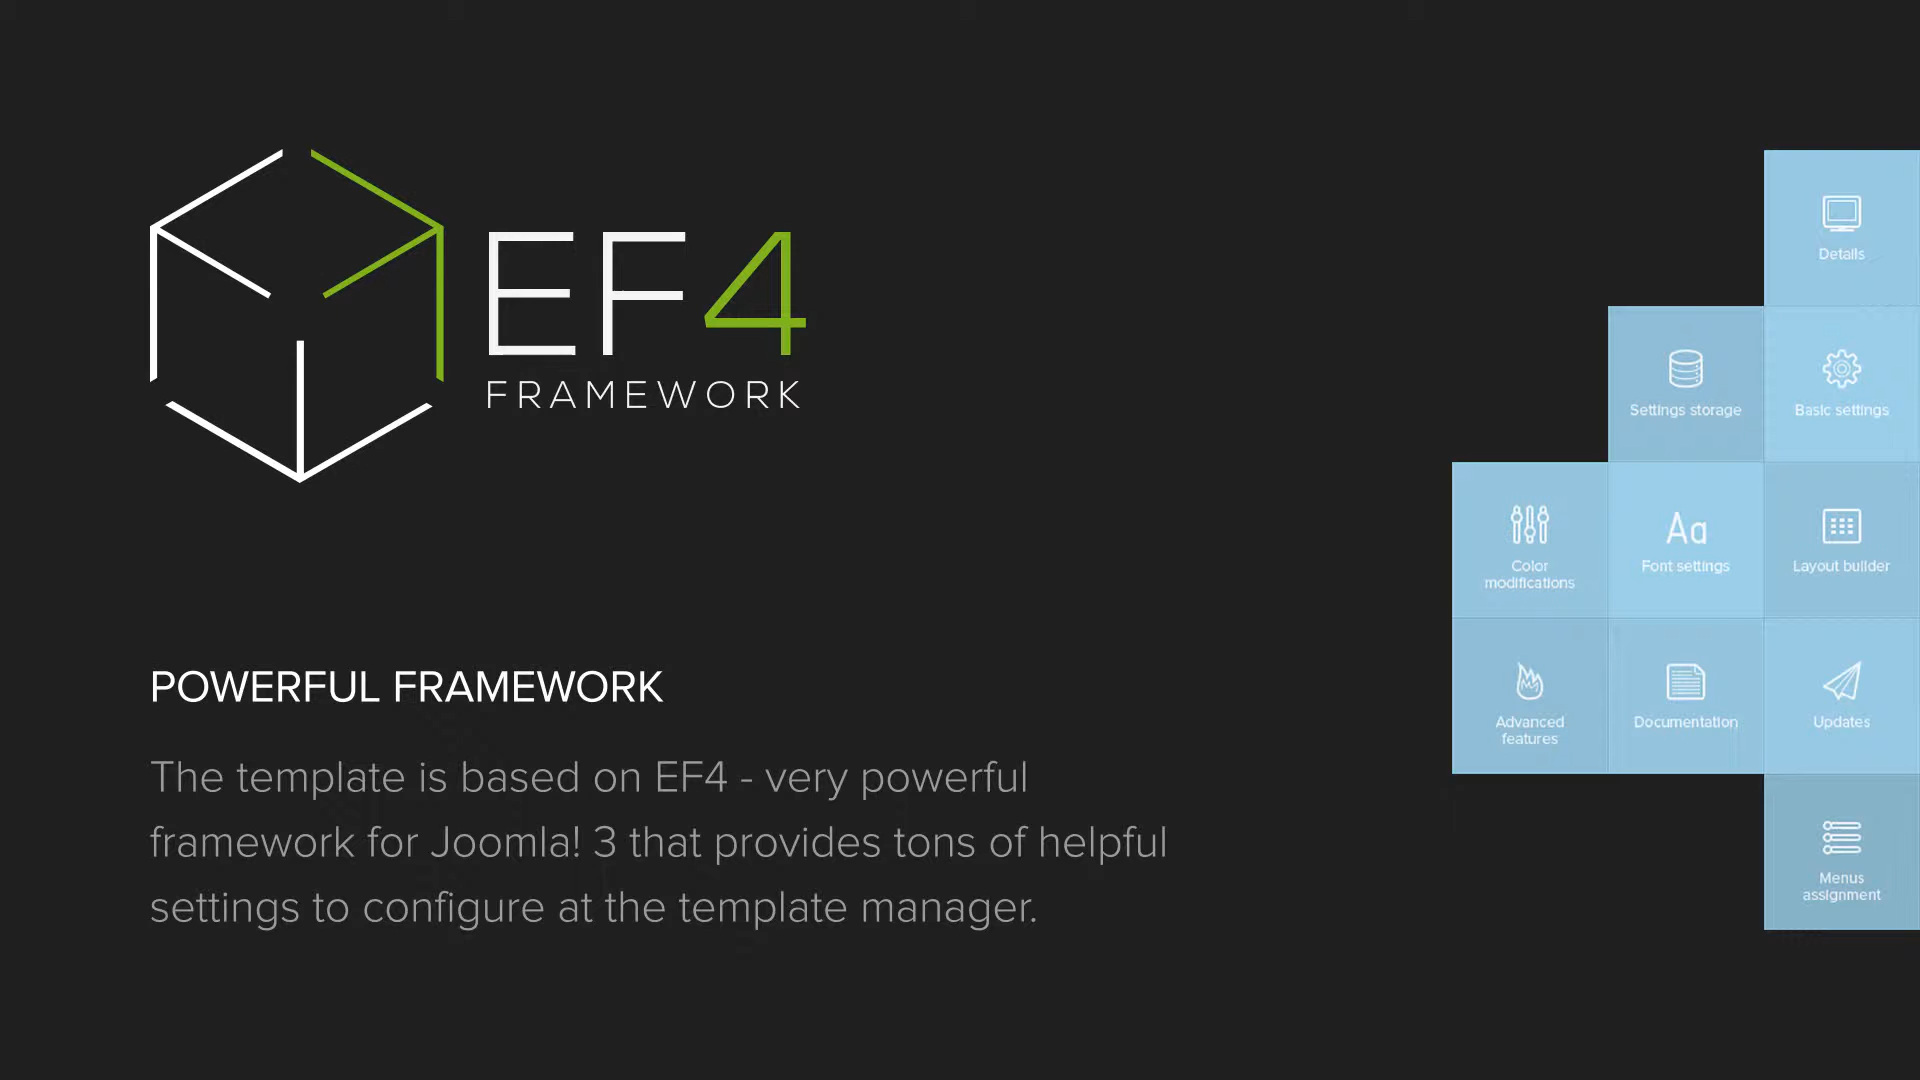 EF4
FRAMEWORK
POWERFUL FRAMEWORK
The template is based on EF4 - very powerful
framework for Joomla! 3 that provides tons of helpful
settings to configure at the template manager.
Details
Settings storage
Basic settings
Color
modifications
Aa
Font settings
Layout builder
Advanced
features
Documentation
Updates
Menus
assignment